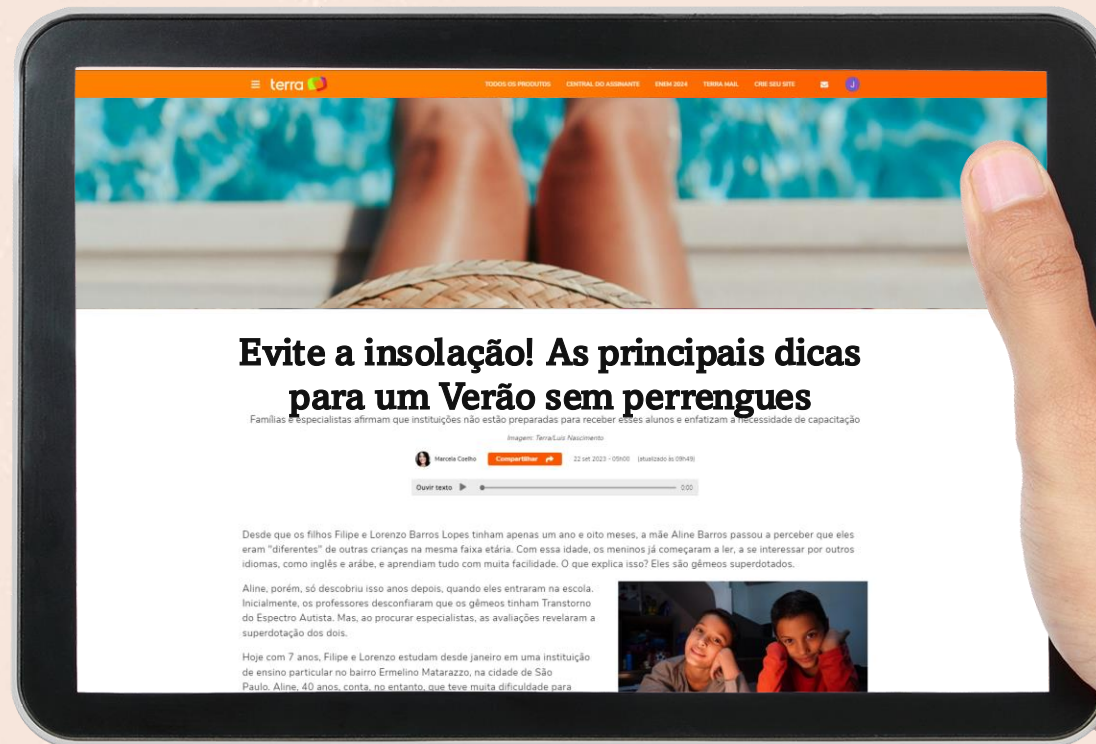 terra
TODOS OS PRODUTOS CENTRAL DO ASSINANTE ENEM 2024 TERRA MAIL CRIE SEU SITE J
Evite a insolação! As principais dicas
para um Verão sem perrengues
Famílias e especialistas afirmam que instituições não estão preparadas para receber esses alunos e enfatizam a necessidade de capacitação
Imagem: Terra/Luis Nascimento
Marcela Coelho Compartilhar 22 set 2023 - 05h00 (atualizado às 09h49)
Ouvir texto 0:00
Desde que os filhos Filipe e Lorenzo Barros Lopes tinham apenas um ano e oito meses, a mãe Aline Barros passou a perceber que eles
eram "diferentes" de outras crianças na mesma faixa etária. Com essa idade, os meninos já começaram a ler, a se interessar por outros
idiomas, como inglês e arábe, e aprendiam tudo com muita facilidade. O que explica isso? Eles são gêmeos superdotados.
Aline, porém, só descobriu isso anos depois, quando eles entraram na escola.
Inicialmente, os professores desconfiaram que os gêmeos tinham Transtorno
do Espectro Autista. Mas, ao procurar especialistas, as avaliações revelaram a
superdotação dos dois.
Hoje com 7 anos, Filipe e Lorenzo estudam desde janeiro em uma instituição
de ensino particular no bairro Ermelino Matarazzo, na cidade de São
Paulo. Aline, 40 anos, conta, no entanto, que teve muita dificuldade para